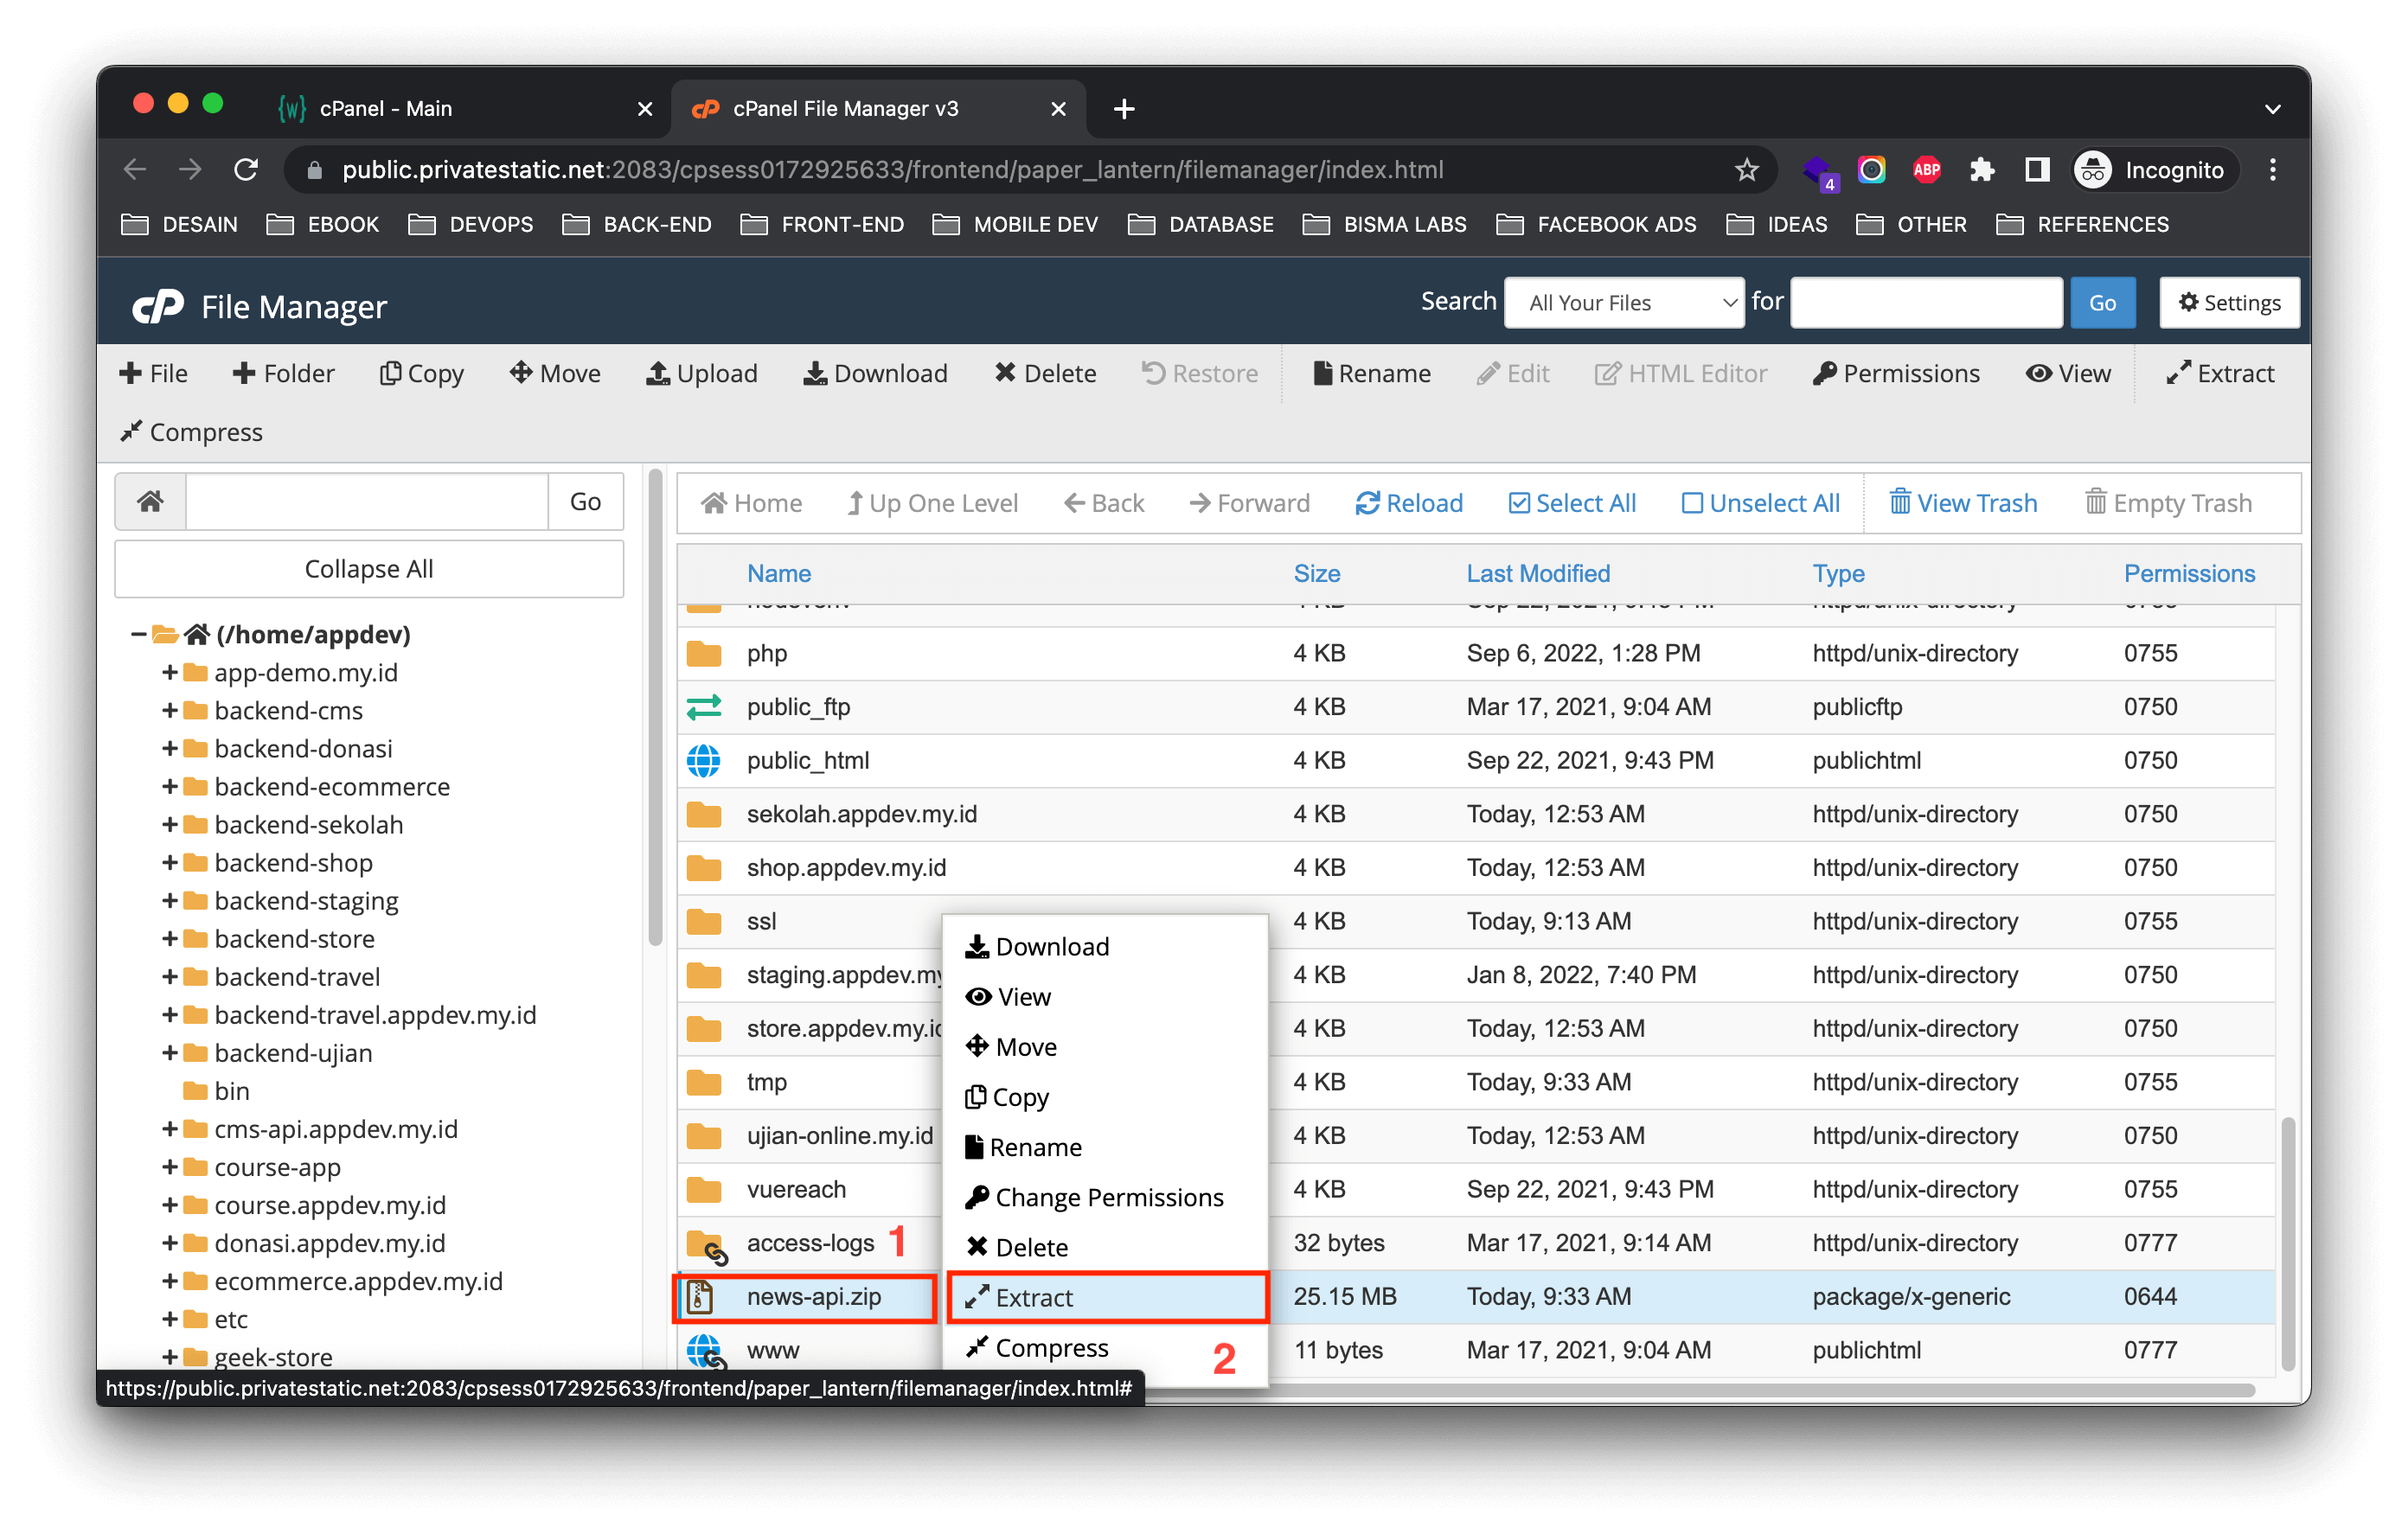 cPanel - Main
cPanel File Manager v3
public.privatestatic.net:2083/cpsess0172925633/frontend/paper_lantern/filemanager/index.html
4
ABP
Incognito
DESAIN EBOOK DEVOPS BACK-END FRONT-END MOBILE DEV DATABASE BISMA LABS FACEBOOK ADS IDEAS OTHER REFERENCES
cP File Manager
Search All Your Files for Go Settings
File Folder Copy Move Upload Download Delete Restore Rename Edit HTML Editor Permissions View Extract
Compress
Go
Collapse All
(/home/appdev)
app-demo.my.id
backend-cms
backend-donasi
backend-ecommerce
backend-sekolah
backend-shop
backend-staging
backend-store
backend-travel
backend-travel.appdev.my.id
backend-ujian
bin
cms-api.appdev.my.id
course-app
course.appdev.my.id
donasi.appdev.my.id
ecommerce.appdev.my.id
etc
geek-store
Home Up One Level Back Forward Reload Select All Unselect All View Trash Empty Trash
Name Size Last Modified Type Permissions
php 4 KB Sep 6, 2022, 1:28 PM httpd/unix-directory 0755
public_ftp 4 KB Mar 17, 2021, 9:04 AM publicftp 0750
public_html 4 KB Sep 22, 2021, 9:43 PM publichtml 0750
sekolah.appdev.my.id 4 KB Today, 12:53 AM httpd/unix-directory 0750
shop.appdev.my.id 4 KB Today, 12:53 AM httpd/unix-directory 0750
ssl 4 KB Today, 9:13 AM httpd/unix-directory 0755
staging.appdev.my 4 KB Jan 8, 2022, 7:40 PM httpd/unix-directory 0750
store.appdev.my.id 4 KB Today, 12:53 AM httpd/unix-directory 0750
tmp 4 KB Today, 9:33 AM httpd/unix-directory 0755
ujian-online.my.id 4 KB Today, 12:53 AM httpd/unix-directory 0750
vuereach 4 KB Sep 22, 2021, 9:43 PM httpd/unix-directory 0755
access-logs 1 32 bytes Mar 17, 2021, 9:14 AM httpd/unix-directory 0777
news-api.zip 25.15 MB Today, 9:33 AM package/x-generic 0644
www 11 bytes Mar 17, 2021, 9:04 AM publichtml 0777
Download
View
Move
Copy
Rename
Change Permissions
Delete
Extract
Compress
2
https://public.privatestatic.net:2083/cpsess0172925633/frontend/paper_lantern/filemanager/index.html#